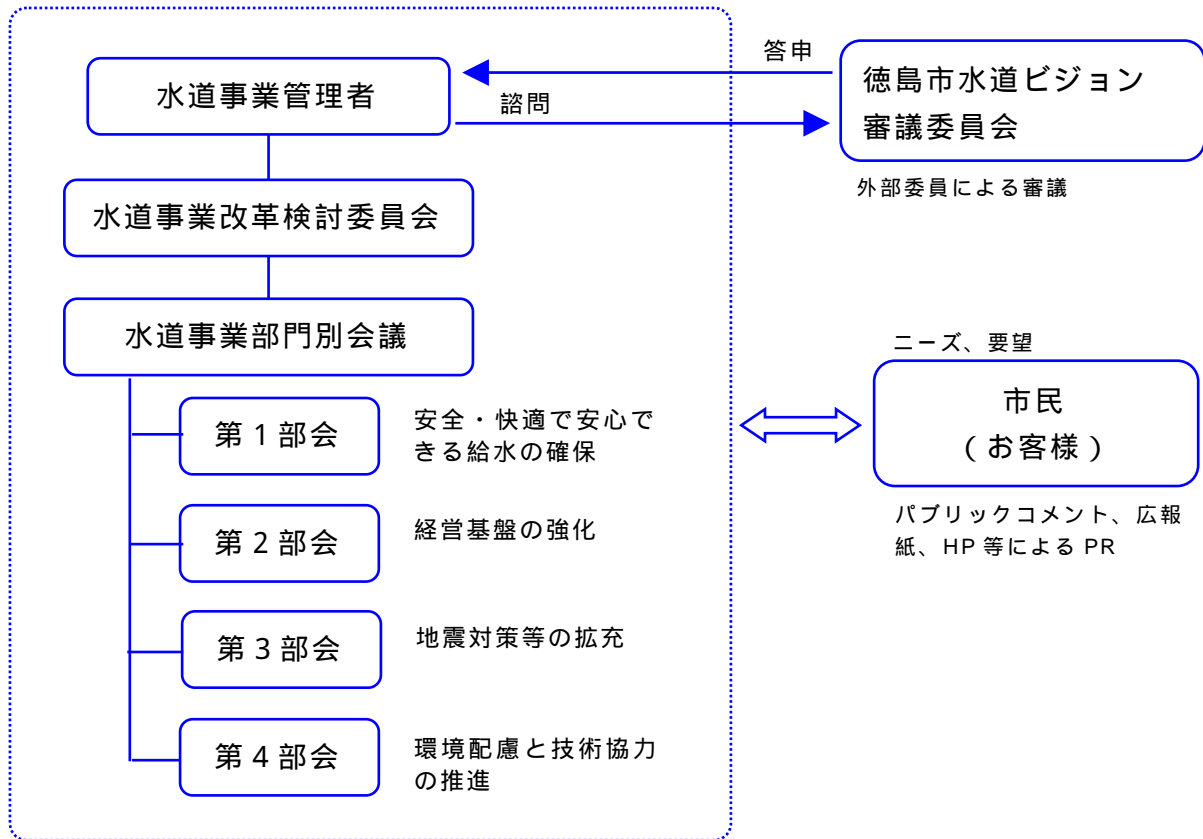 水道事業管理者
水道事業改革検討委員会
水道事業部門別会議
第1部会
安全・快適で安心で
きる給水の確保
第2部会
経営基盤の強化
第3部会
地震対策等の拡充
第4部会
環境配慮と技術協力
の推進
答申
諮問
徳島市水道ビジョン
審議委員会
外部委員による審議
ニーズ、要望
市民
(お客様)
パブリックコメント、広報
紙、HP等によるPR